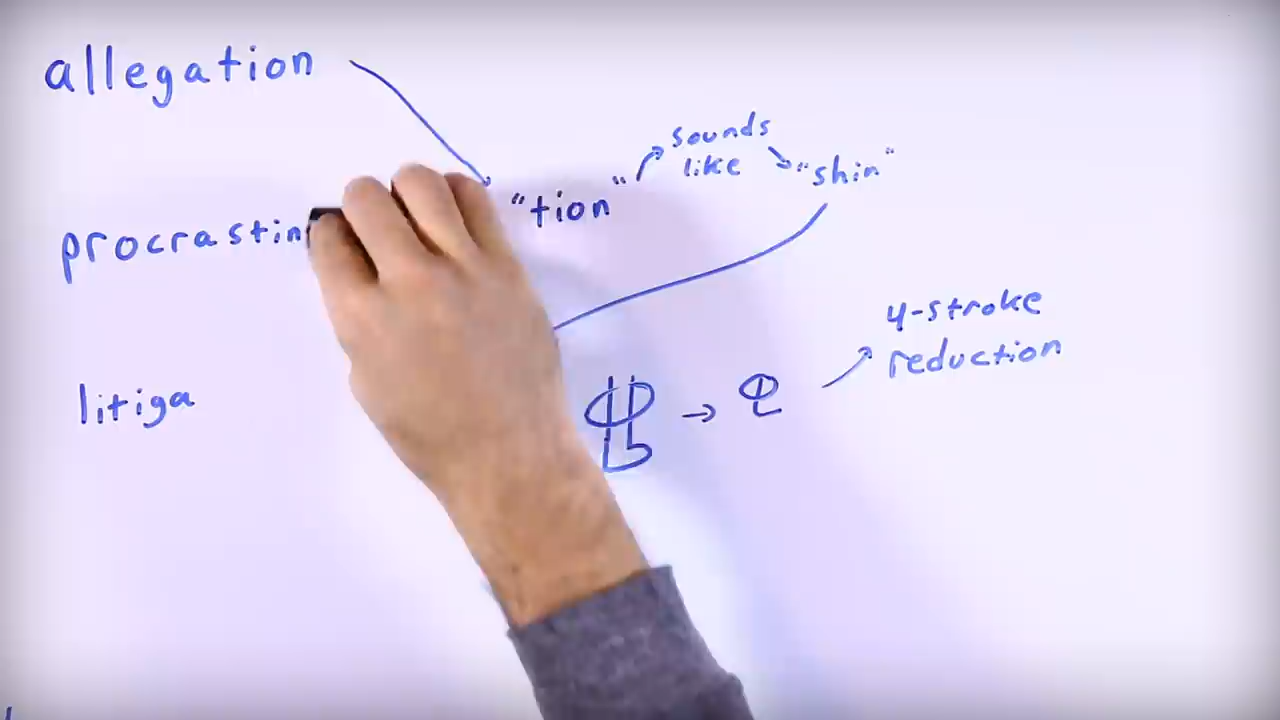 allegation
sounds
like
"shin"
"tion"
procrastin
4-stroke
reduction
litiga